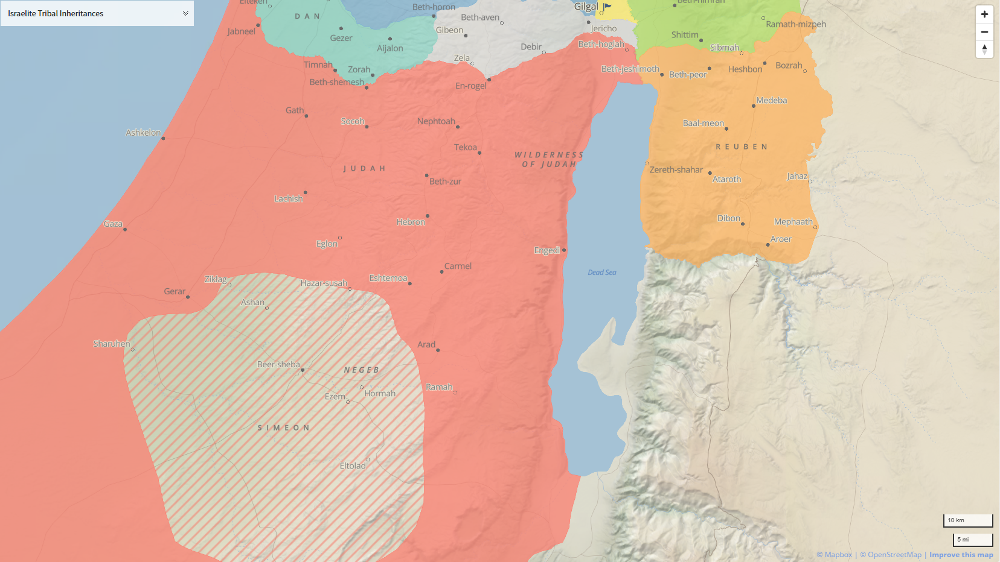 Israelite Tribal Inheritances
Elteken
DAN
Beth-horon
Beth-aven
Gilgal
Beth-nimrah
Jabneel
Gibeon
Jericho
Ramath-mizpeh
Gezer
Aijalon
Debir
Beth-hoglah
Shittim
Sibmah
Zela
Timnah
Zorah
Beth-jeshimoth
Beth-peor
Heshbon
Bozrah
Beth-shemesh
En-rogel
Medeba
Gath
Socoh
Nephtoah
Baal-meon
Ashkelon
Tekoa
REUBEN
WILDERNESS
OF JUDAH
JUDAH
Zereth-shahar
Ataroth
Jahaz
Beth-zur
Lachish
Hebron
Dibon
Mephaath
Gaza
Eglon
Aroer
Engedi
Carmel
Dead Sea
Ziklag
Hazar-susah
Eshtemoa
Gerar
Ashan
Sharuhen
Arad
Beer-sheba
NEGEB
Ramah
Ezem
Hormah
SIMEON
Eltolad
10 km
5 mi
© Mapbox | © OpenStreetMap | Improve this map